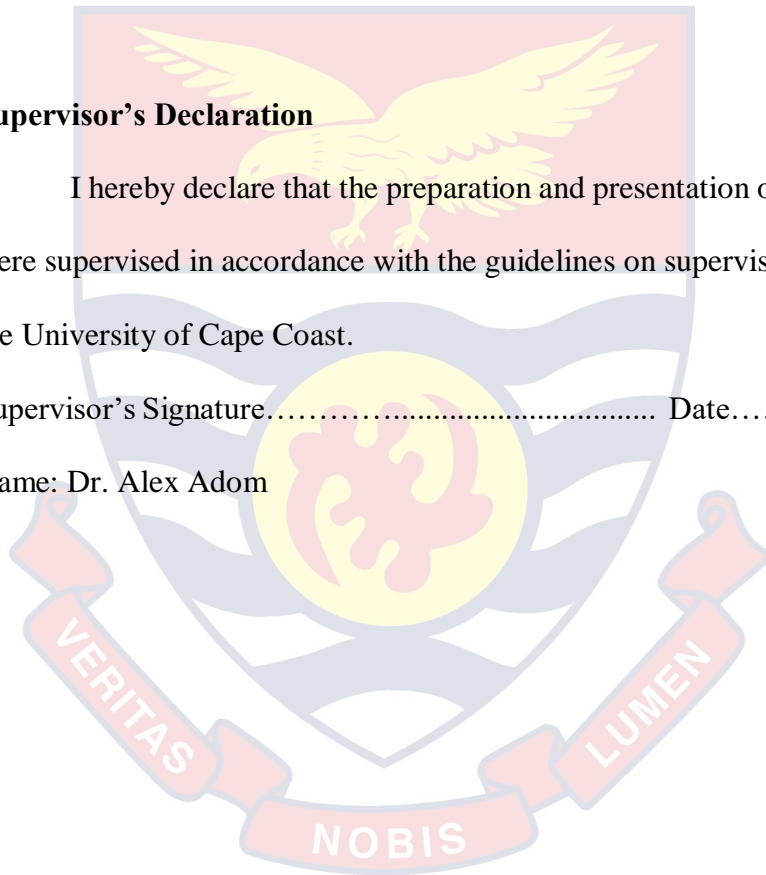 upervisor’s Declaration
I hereby declare that the preparation and presentation o
ere supervised in accordance with the guidelines on supervis
e University of Cape Coast.
upervisor’s Signature…………................................. Date….
ame: Dr. Alex Adom
VERITAS
NOBIS
LUMEN